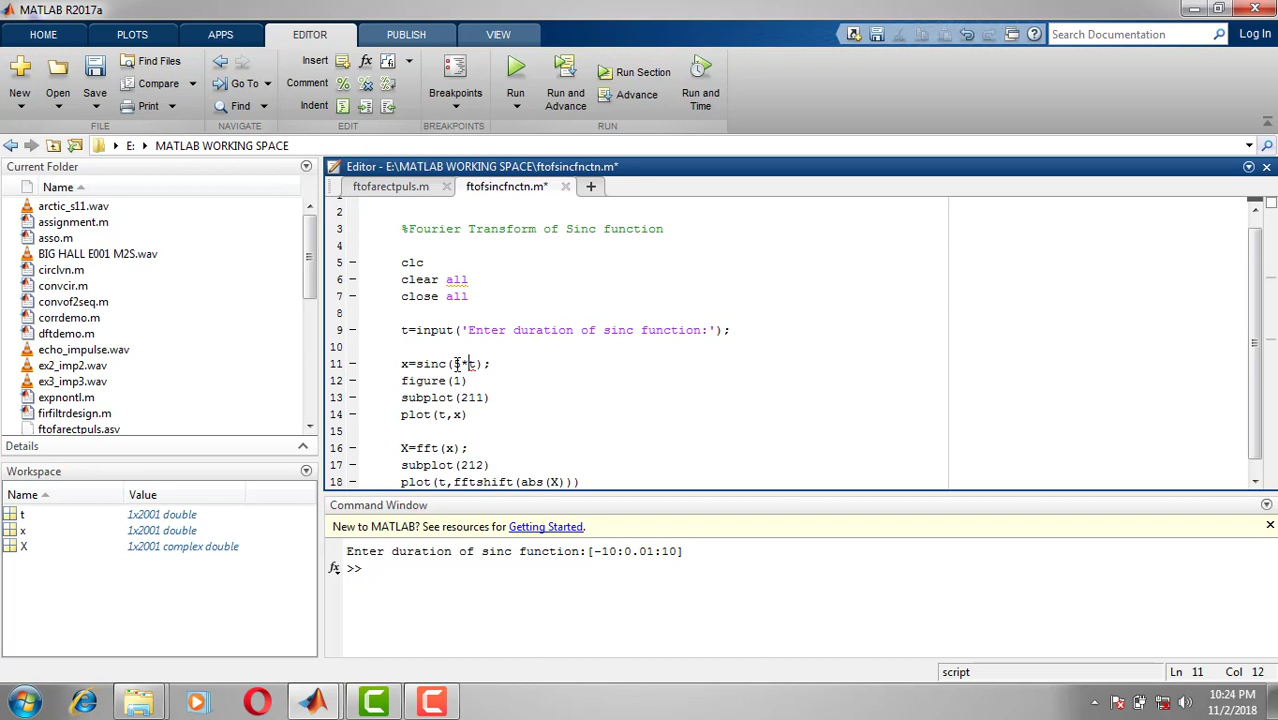 MATLAB R2017a
HOME PLOTS APPS EDITOR PUBLISH VIEW Search Documentation Log In
New Open Save Find Files Compare Print
Go To Find
Insert Comment Indent
Breakpoints
Run Run and Advance Run Section Advance Run and Time
FILE NAVIGATE EDIT BREAKPOINTS RUN
E: MATLAB WORKING SPACE
Current Folder
Name
arctic_s11.wav
assignment.m
asso.m
BIG HALL E001 M2S.wav
circlvn.m
convcir.m
convof2seq.m
corrdemo.m
dftdemo.m
echo_impulse.wav
ex2_imp2.wav
ex3_imp3.wav
expnontl.m
firfiltrdesign.m
ftofarectpuls.asv
Details
Workspace
Name Value
t 1x2001 double
x 1x2001 double
X 1x2001 complex double
Editor - E:\MATLAB WORKING SPACE\ftofsincfnctn.m*
ftofarectpuls.m ftofsincfnctn.m*
1
2
3 %Fourier Transform of Sinc function
4
5 clc
6 clear all
7 close all
8
9 t=input('Enter duration of sinc function:');
10
11 x=sinc( *t);
12 figure(1)
13 subplot(211)
14 plot(t,x)
15
16 X=fft(x);
17 subplot(212)
18 plot(t,fftshift(abs(X)))
Command Window
New to MATLAB? See resources for Getting Started.
Enter duration of sinc function:[-10:0.01:10]
fx >>
script Ln 11 Col 12
10:24 PM
11/2/2018